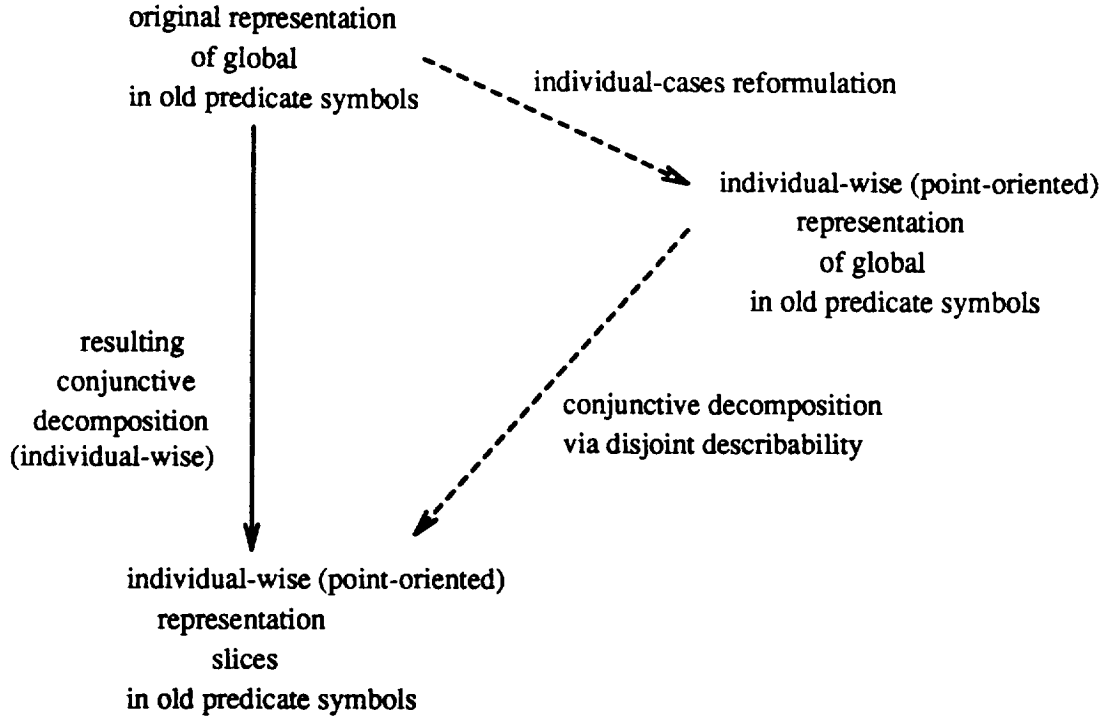 original representation
of global
in old predicate symbols
individual-cases reformulation
individual-wise (point-oriented)
representation
of global
in old predicate symbols
resulting
conjunctive
decomposition
(individual-wise)
conjunctive decomposition
via disjoint describability
individual-wise (point-oriented)
representation
slices
in old predicate symbols